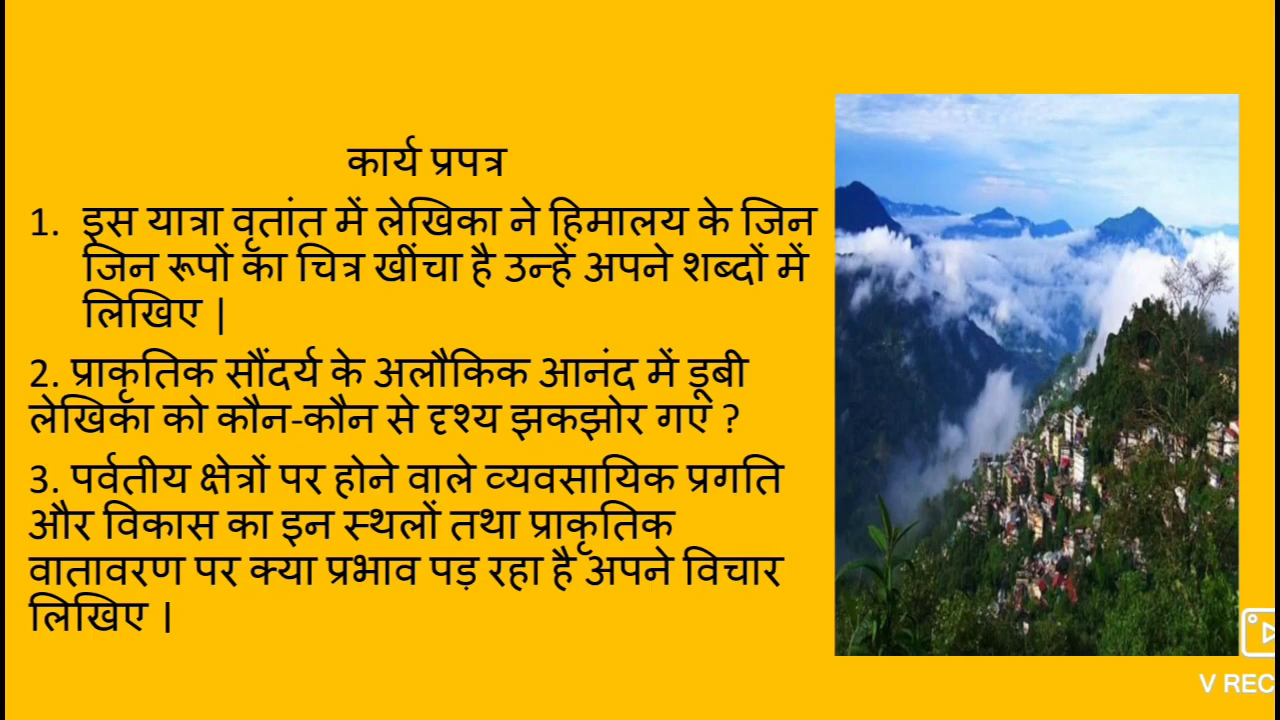 कार्य प्रपत्र
1. इस यात्रा वृतांत में लेखिका ने हिमालय के जिन
जिन रूपों का चित्र खींचा है उन्हें अपने शब्दों में
लिखिए |
2. प्राकृतिक सौंदर्य के अलौकिक आनंद में डूबी
लेखिका को कौन-कौन से दृश्य झकझोर गए ?
3. पर्वतीय क्षेत्रों पर होने वाले व्यवसायिक प्रगति
और विकास का इन स्थलों तथा प्राकृतिक
वातावरण पर क्या प्रभाव पड़ रहा है अपने विचार
लिखिए |
V REC